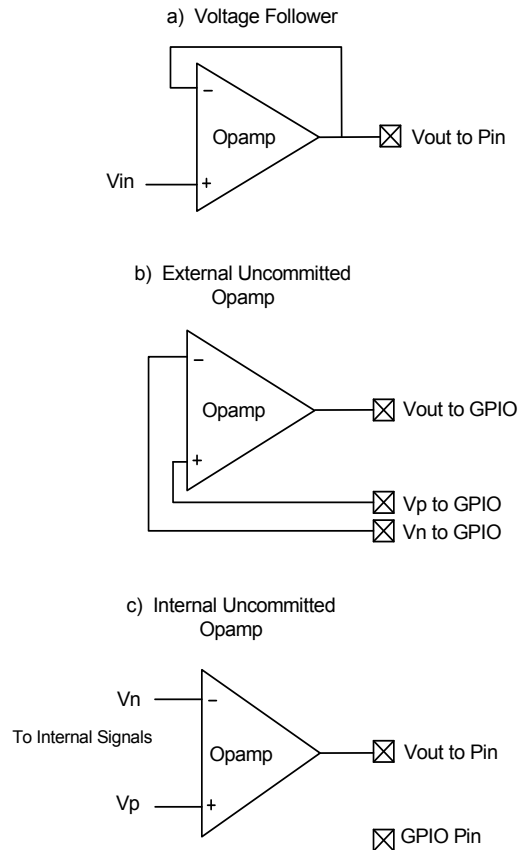 a) Voltage Follower
−
Opamp
Vout to Pin
Vin
+
b) External Uncommitted
Opamp
−
Opamp
Vout to GPIO
+
Vp to GPIO
Vn to GPIO
c) Internal Uncommitted
Opamp
Vn
−
To Internal Signals
Opamp
Vout to Pin
Vp
+
GPIO Pin